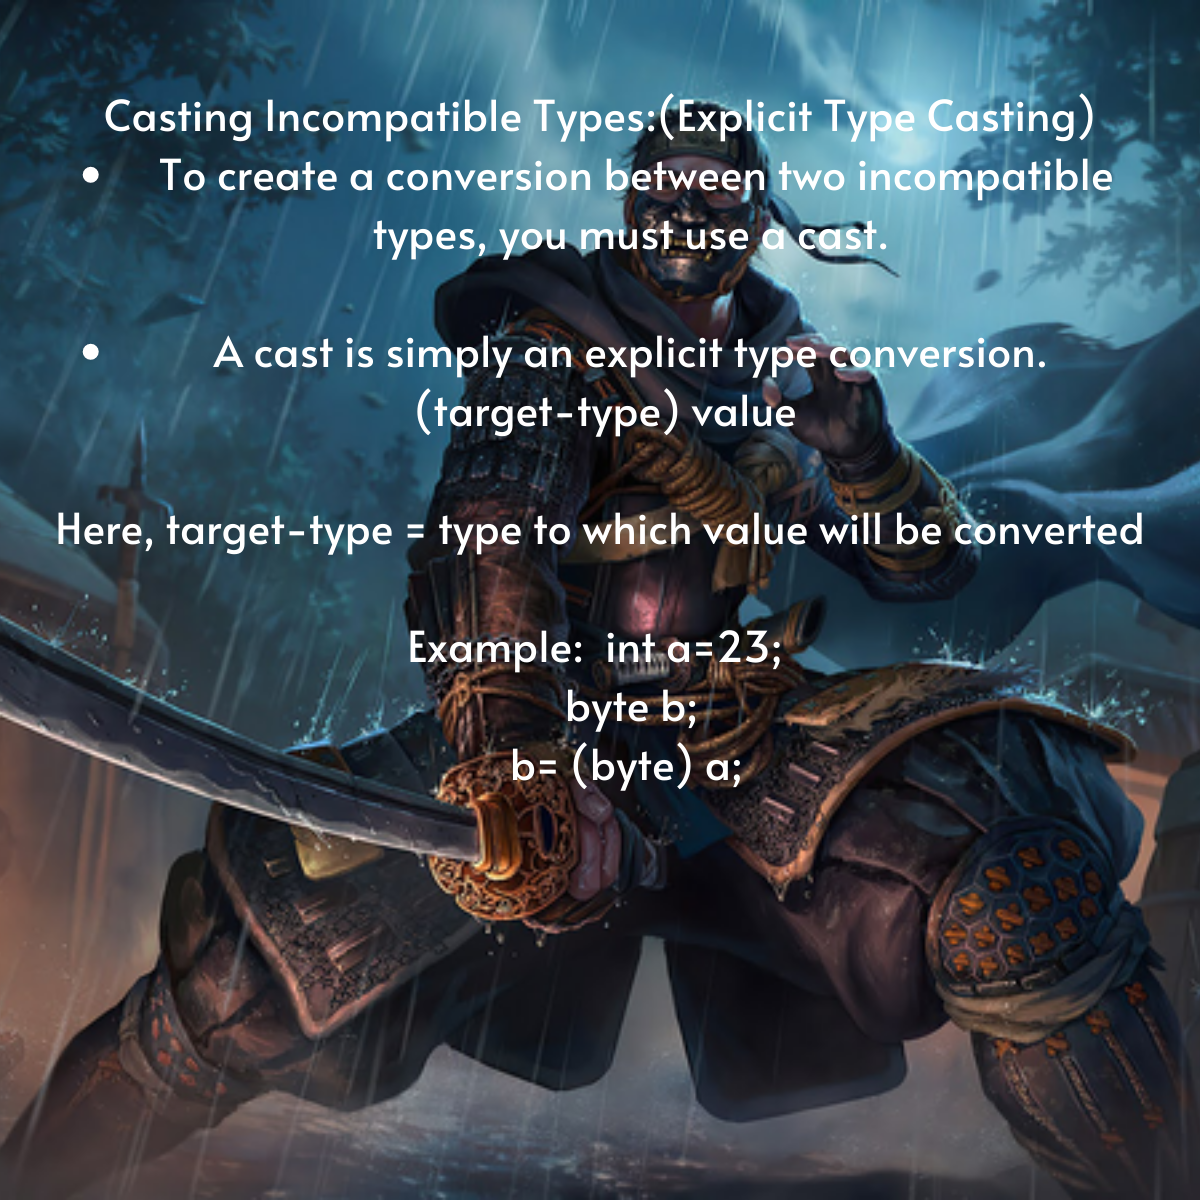 Casting Incompatible Types:(Explicit Type Casting)
• To create a conversion between two incompatible
types, you must use a cast.
• A cast is simply an explicit type conversion.
(target-type) value
Here, target-type = type to which value will be converted
Example: int a=23;
byte b;
b= (byte) a;